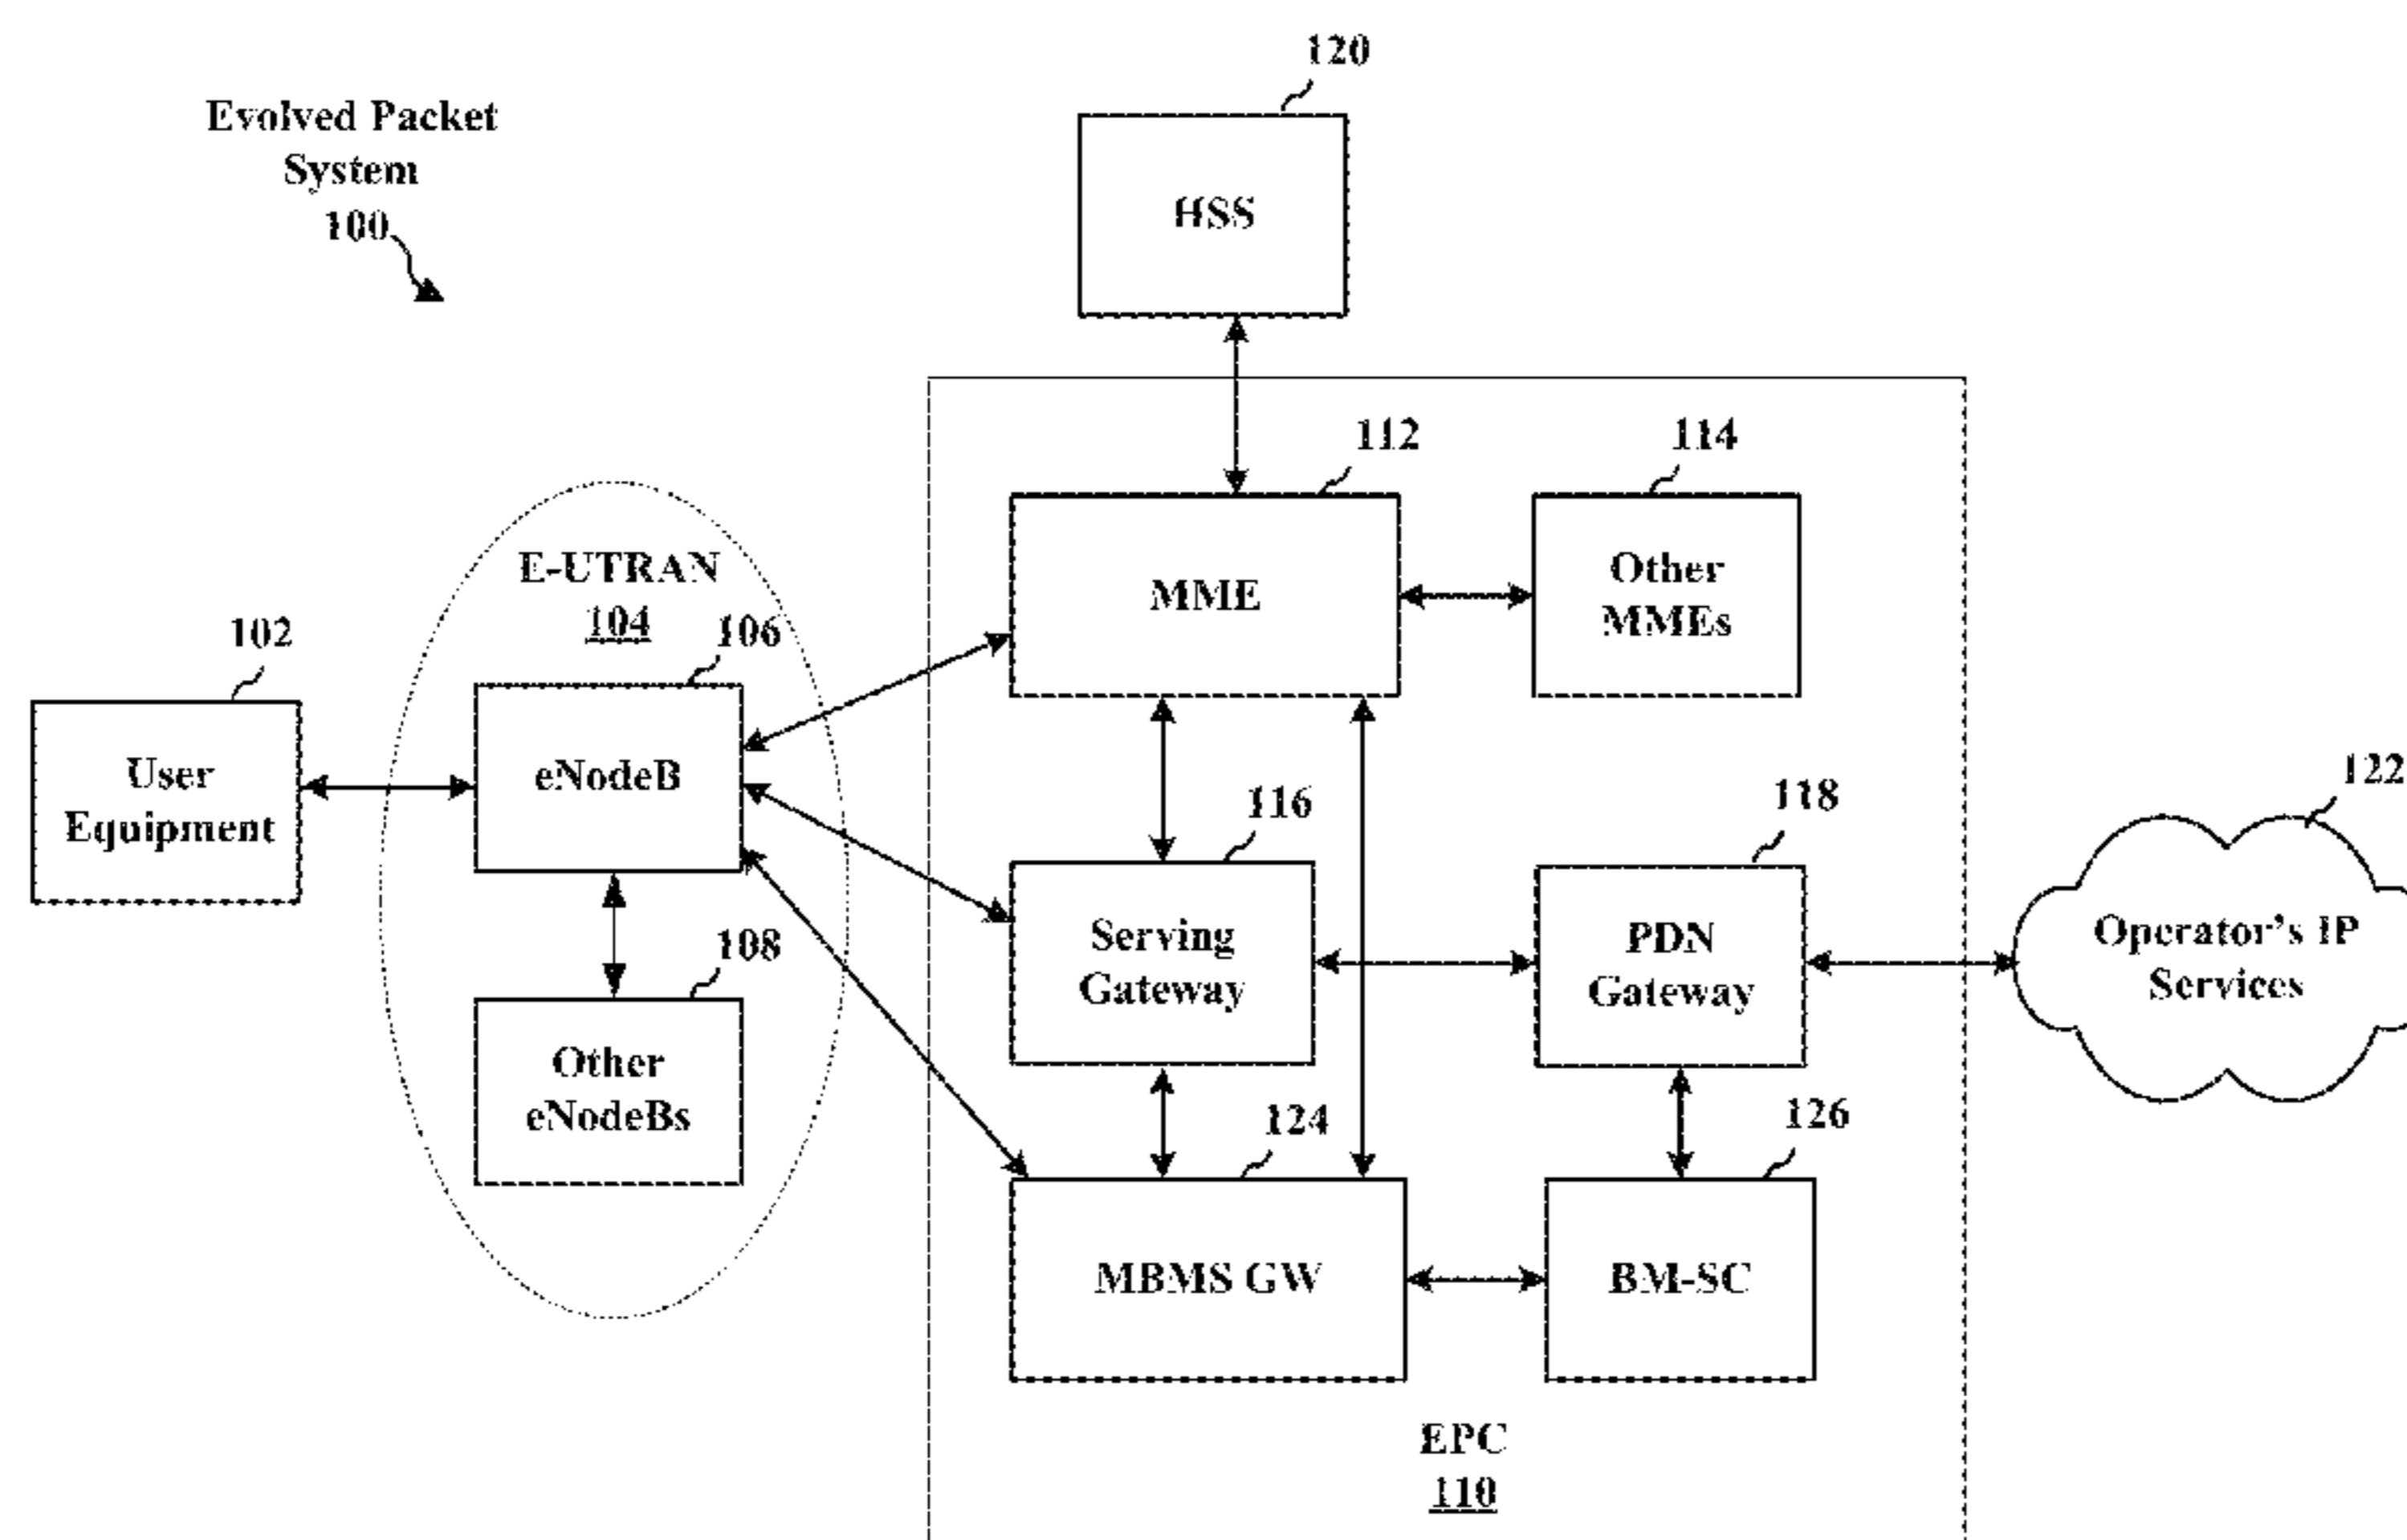 120
Evolved Packet
System
100
HSS
112
114
E-UTRAN
104
MME
Other
MMEs
102
106
User
Equipment
eNodeB
116
118
122
Serving
Gateway
PDN
Gateway
Operator's IP
Services
108
Other
eNodeBs
124
126
MBMS GW
BM-SC
EPC
110